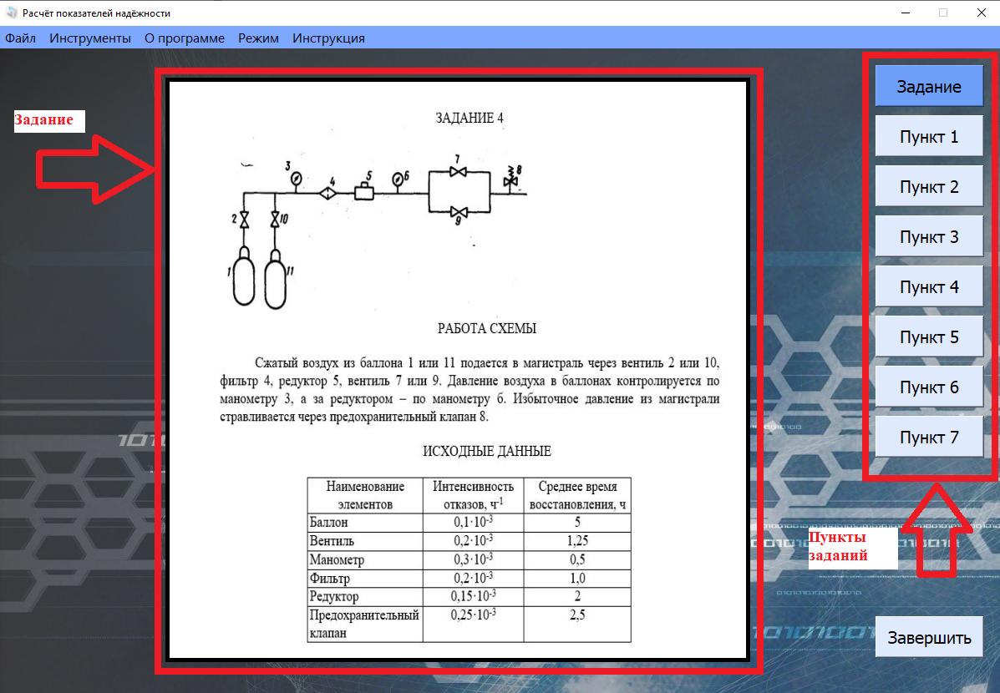 Расчёт показателей надёжности
Файл Инструменты О программе Режим Инструкция
Задание
ЗАДАНИЕ 4
3 4 5 6 7 8
2 10 9
1 11
РАБОТА СХЕМЫ
Сжатый воздух из баллона 1 или 11 подается в магистраль через вентиль 2 или 10,
фильтр 4, редуктор 5, вентиль 7 или 9. Давление воздуха в баллонах контролируется по
манометру 3, а за редуктором – по манометру 6. Избыточное давление из магистрали
стравливается через предохранительный клапан 8.
ИСХОДНЫЕ ДАННЫЕ
Наименование элементов Интенсивность отказов, ч-1 Среднее время восстановления, ч
Баллон 0,1·10-3 5
Вентиль 0,2·10-3 1,25
Манометр 0,3·10-3 0,5
Фильтр 0,2·10-3 1,0
Редуктор 0,15·10-3 2
Предохранительный клапан 0,25·10-3 2,5
Задание
Пункт 1
Пункт 2
Пункт 3
Пункт 4
Пункт 5
Пункт 6
Пункт 7
Пункты
заданий
Завершить